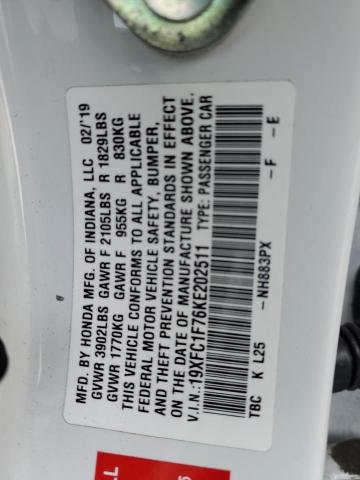 MFD. BY HONDA MFG. OF INDIANA, LLC 02/'19
GVWR 3902LBS GAWR F 2105LBS R 1829LBS
GVWR 1770KG GAWR F 955KG R 830KG
THIS VEHICLE CONFORMS TO ALL APPLICABLE
FEDERAL MOTOR VEHICLE SAFETY, BUMPER,
AND THEFT PREVENTION STANDARDS IN EFFECT
ON THE DATE OF MANUFACTURE SHOWN ABOVE.
V.I.N.:19XFC1F76KE202511 TYPE: PASSENGER CAR
TBC K L25 -NH883PX -F -E